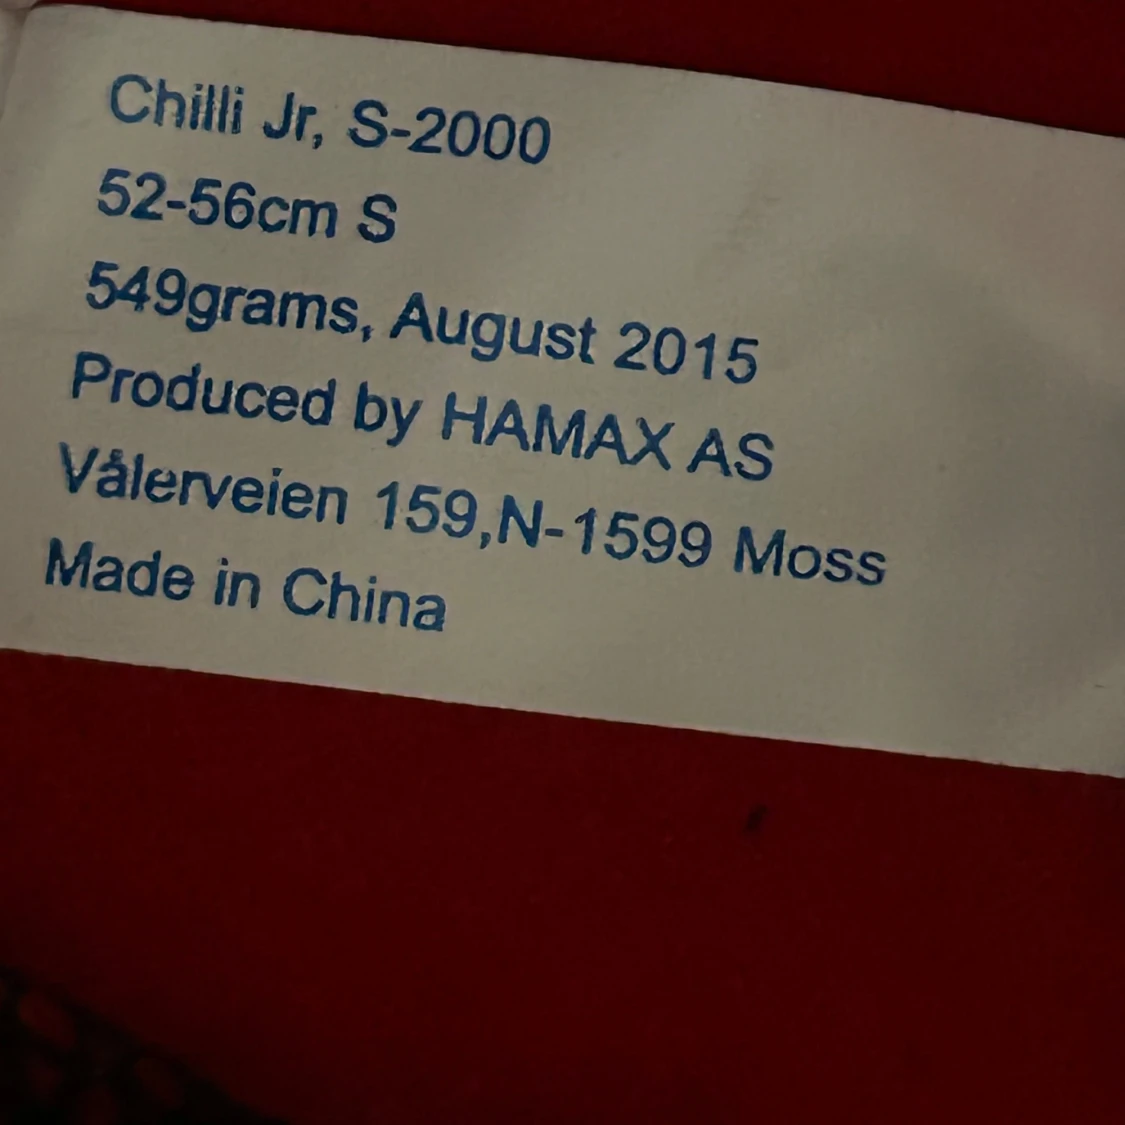 Chilli Jr, S-2000
52-56cm S
549grams, August 2015
Produced by HAMAX AS
Vålerveien 159,N-1599 Moss
Made in China